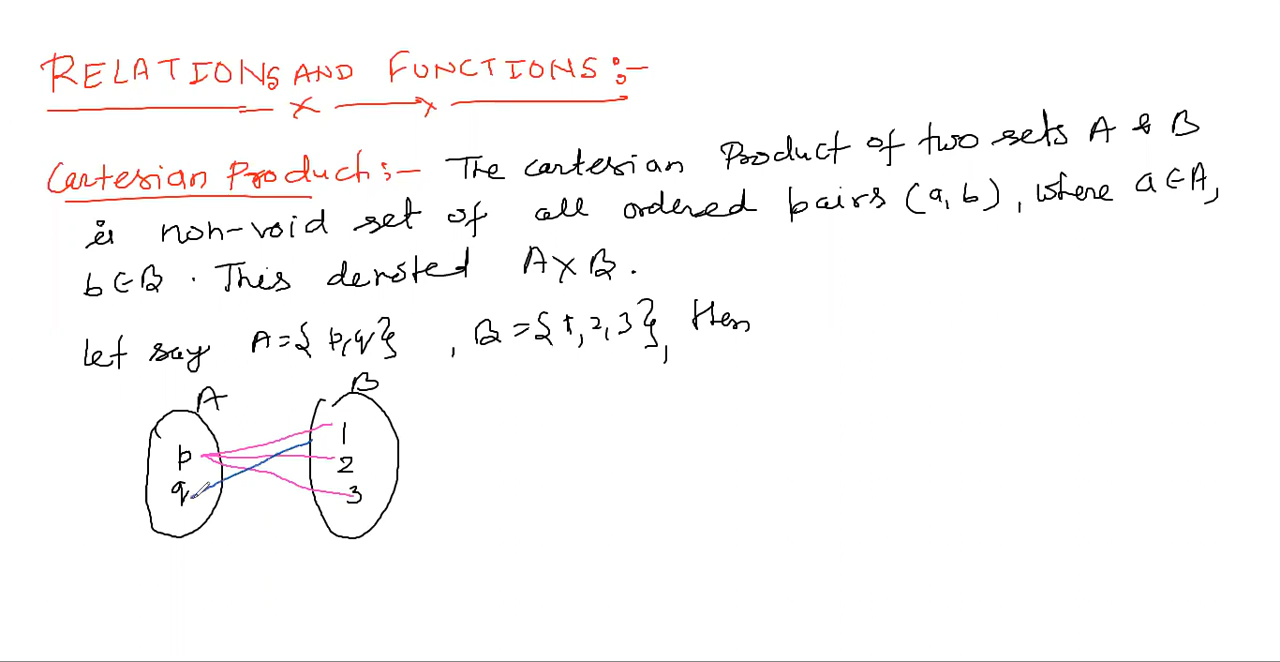 RELATIONS AND FUNCTIONS :-
Cartesian Product :- The cartesian Product of two sets A & B
is non-void set of all ordered pairs (a, b), where a ∈ A,
b ∈ B. This denoted A × B.
Let say A = { p, q } , B = { 1, 2, 3 }, then
A B
p 1
q 2
3